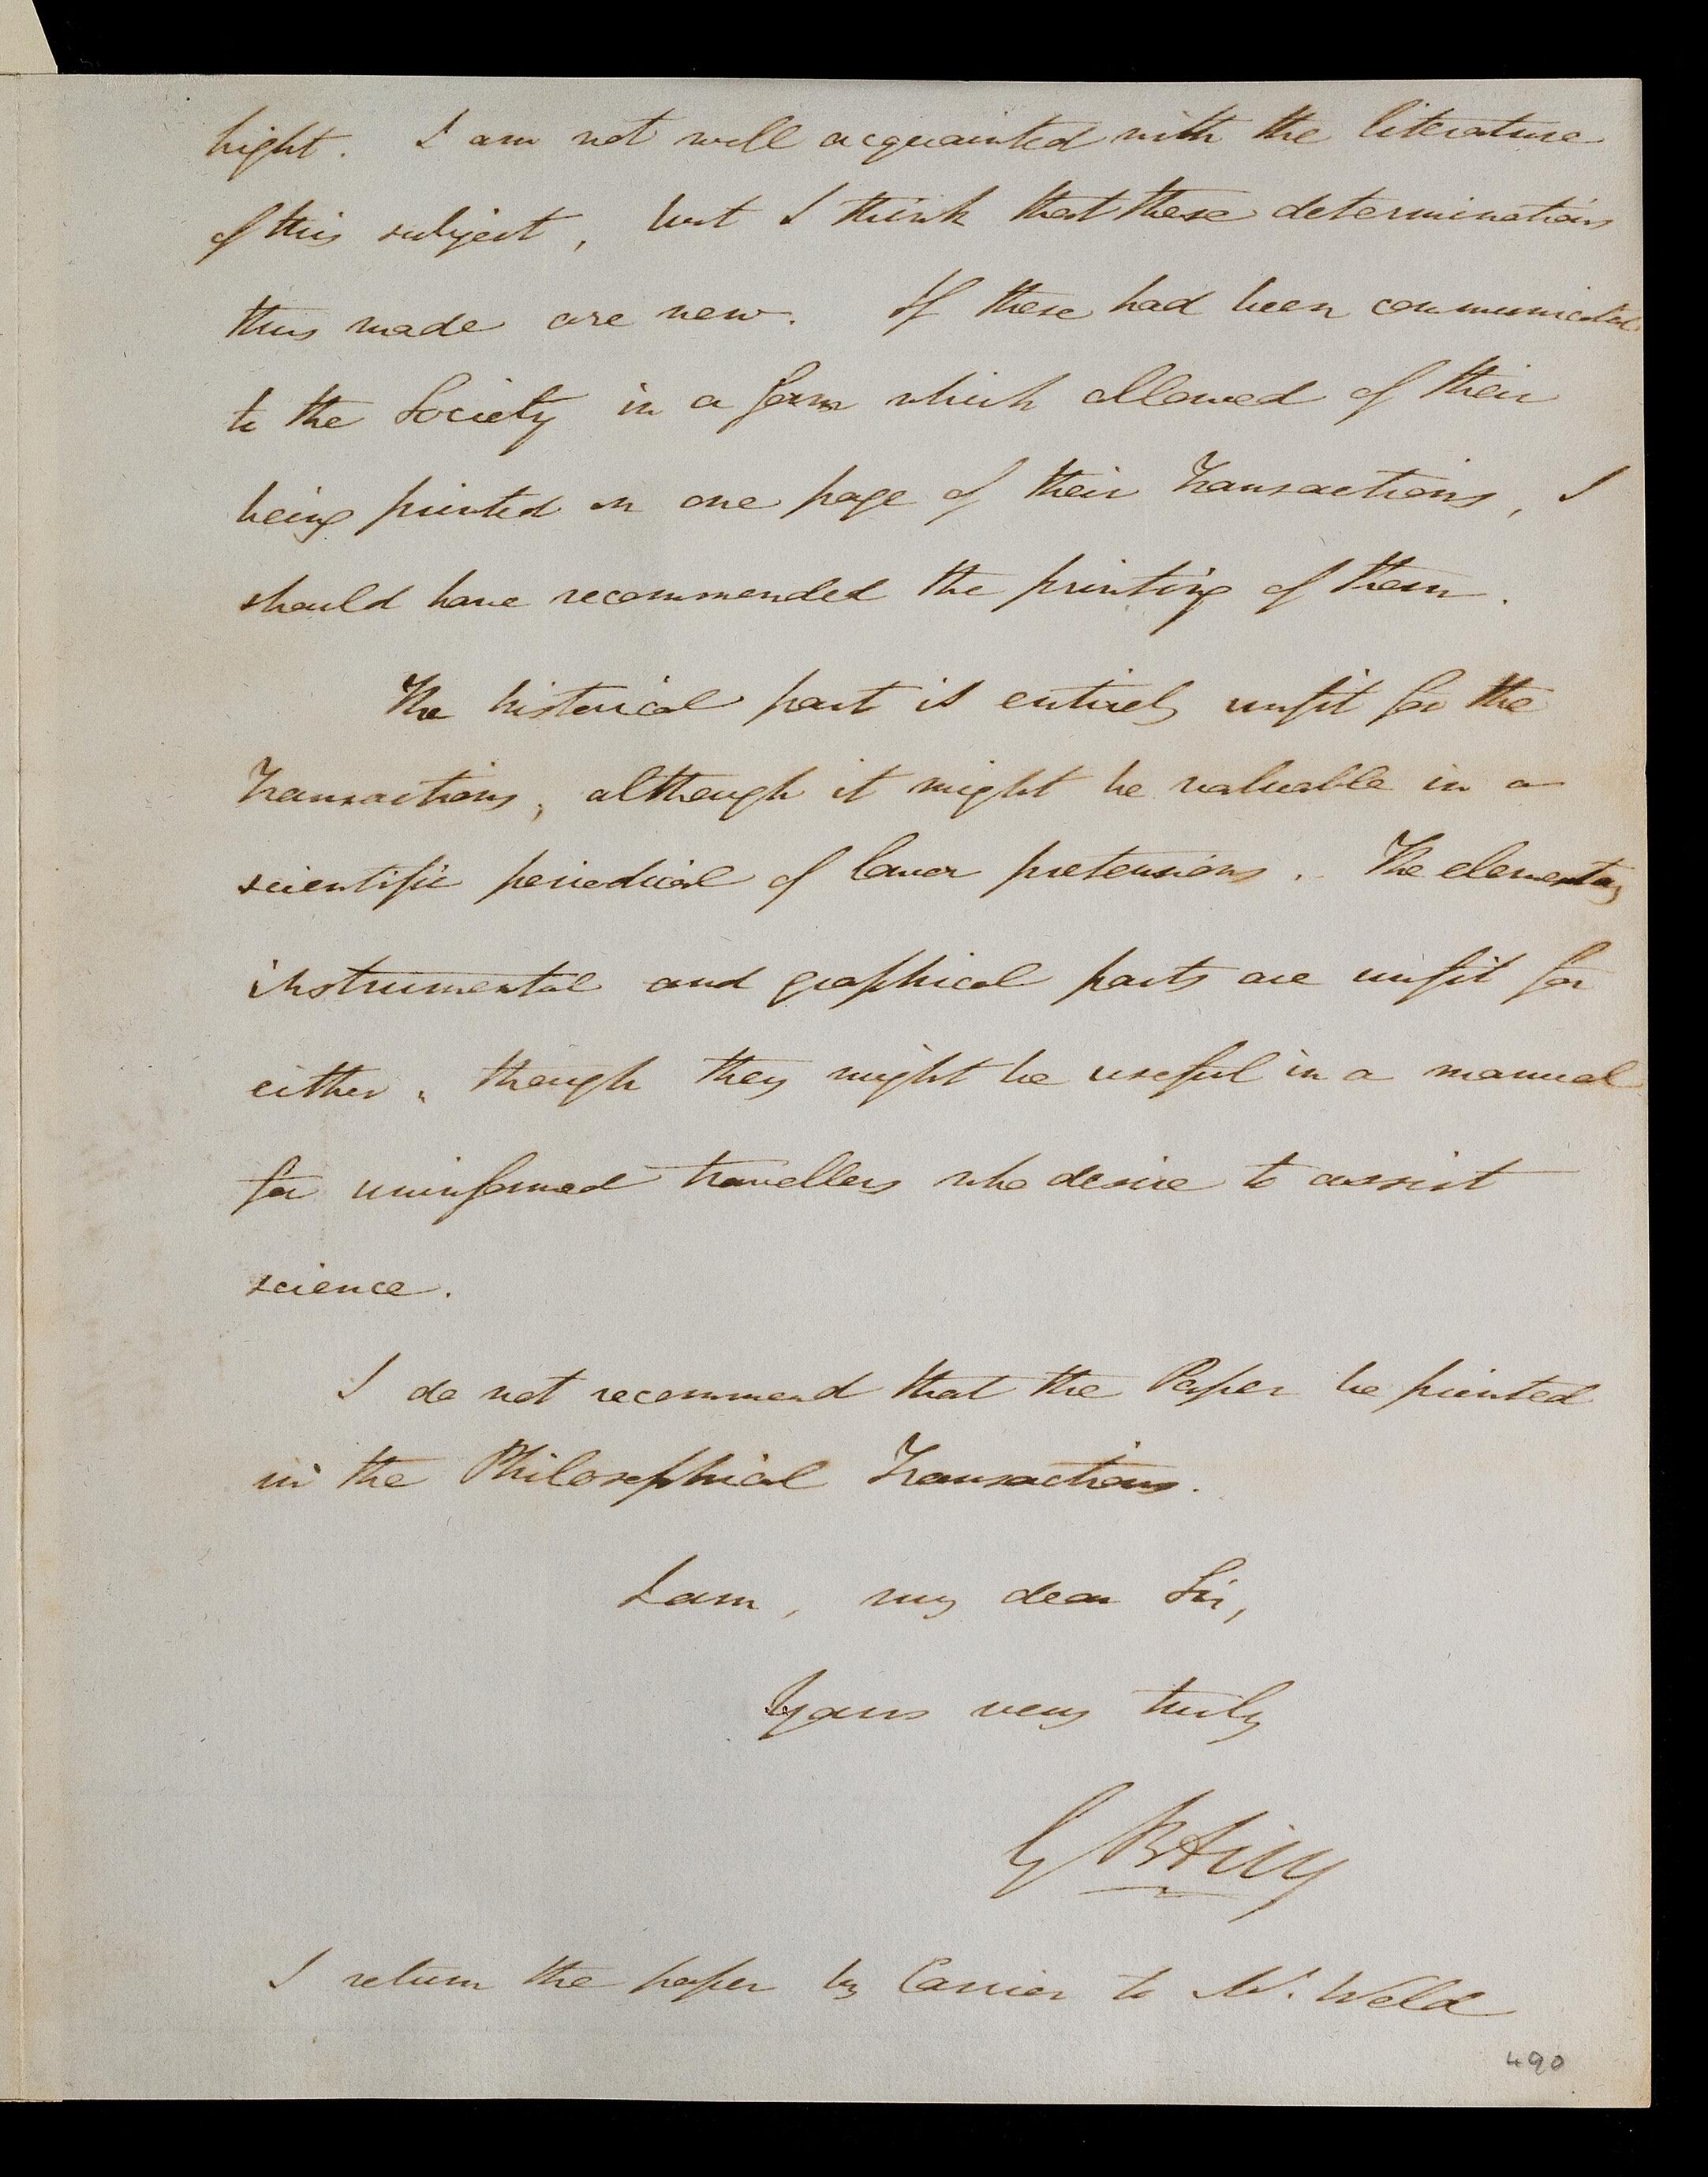 hight. I am not well acquainted with the literature
of this subject, but I think that these determinations
thus made are new. If these had been communicated
to the Society in a form which allowed of their
being printed in one page of their Transactions, I
should have recommended the printing of them.
The historical part is entirely unfit for the
Transactions, although it might be valuable in a
scientific periodical of lower pretensions. The elementary
instrumental and graphical parts are unfit for
either, though they might be useful in a manual
for uninformed travellers who desire to assist
science.
I do not recommend that the Paper be printed
in the Philosophical Transactions.
I am, my dear Sir,
Yours very truly
G B Airy
I return the paper by Carrier to Mr. Weld
490